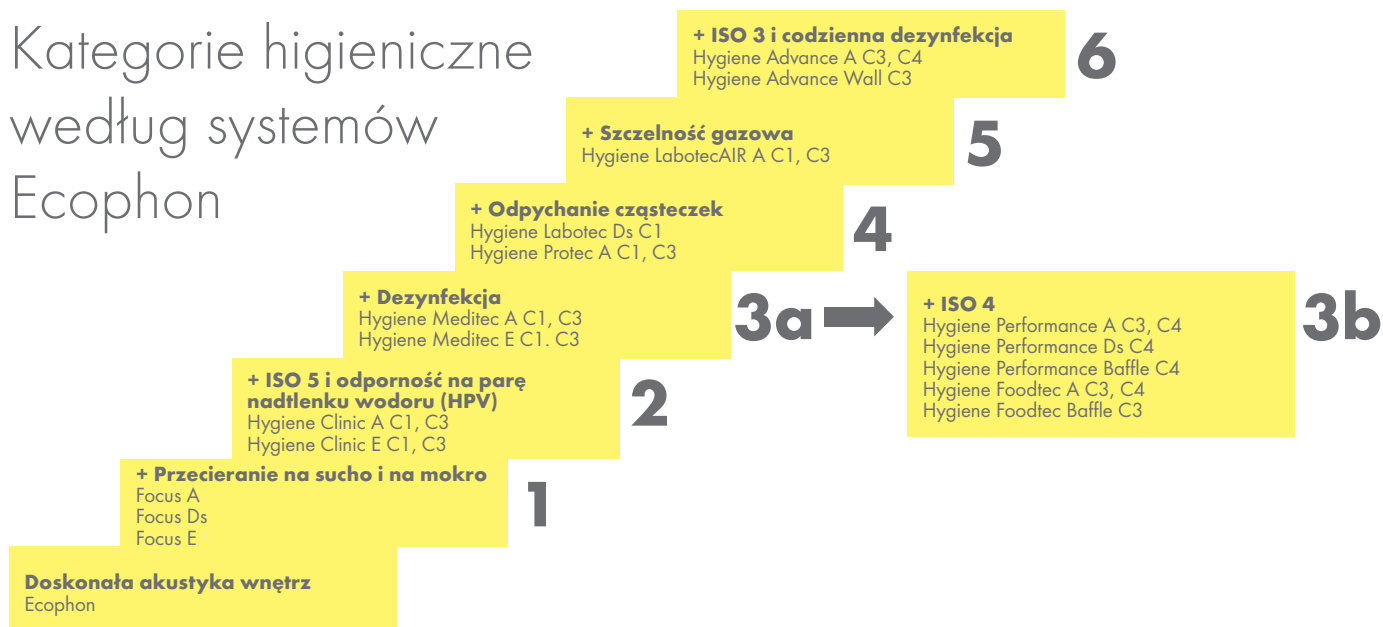 Kategorie higieniczne
według systemów
Ecophon
+ ISO 3 i codzienna dezynfekcja
Hygiene Advance A C3, C4
Hygiene Advance Wall C3
6
+ Szczelność gazowa
Hygiene LabotecAIR A C1, C3
5
+ Odpychanie cząsteczek
Hygiene Labotec Ds C1
Hygiene Protec A C1, C3
4
+ Dezynfekcja
Hygiene Meditec A C1, C3
Hygiene Meditec E C1. C3
3a
+ ISO 4
Hygiene Performance A C3, C4
Hygiene Performance Ds C4
Hygiene Performance Baffle C4
Hygiene Foodtec A C3, C4
Hygiene Foodtec Baffle C3
3b
+ ISO 5 i odporność na parę
nadtlenku wodoru (HPV)
Hygiene Clinic A C1, C3
Hygiene Clinic E C1, C3
2
+ Przecieranie na sucho i na mokro
Focus A
Focus Ds
Focus E
1
Doskonała akustyka wnętrz
Ecophon